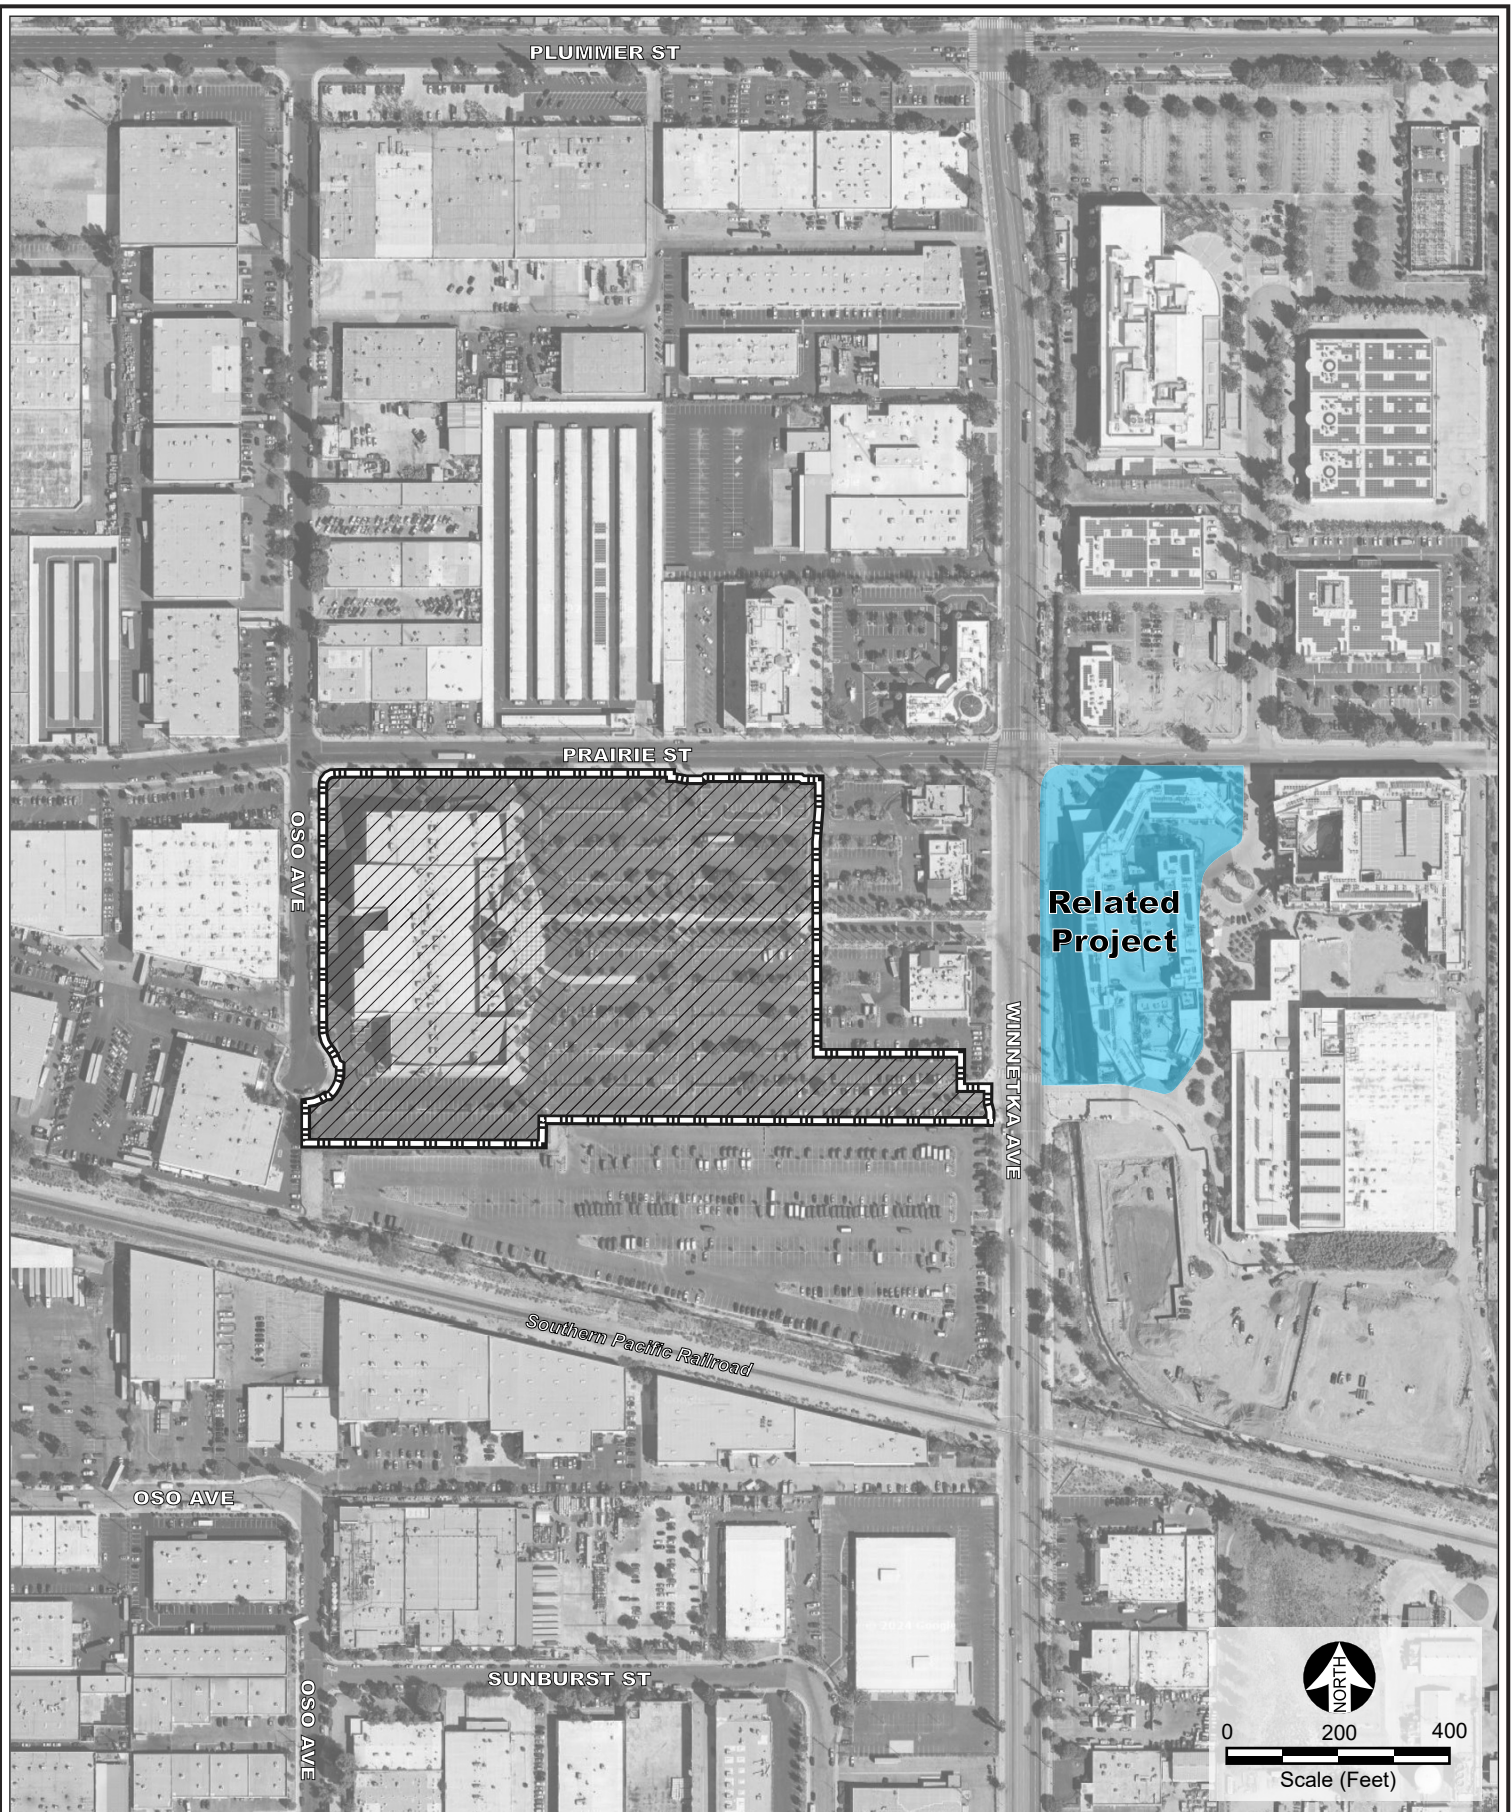 PLUMMER ST
PRAIRIE ST
OSO AVE
Related
Project
WINNETKA AVE
Southern Pacific Railroad
OSO AVE
SUNBURST ST
OSO AVE
NORTH
0 200 400
Scale (Feet)